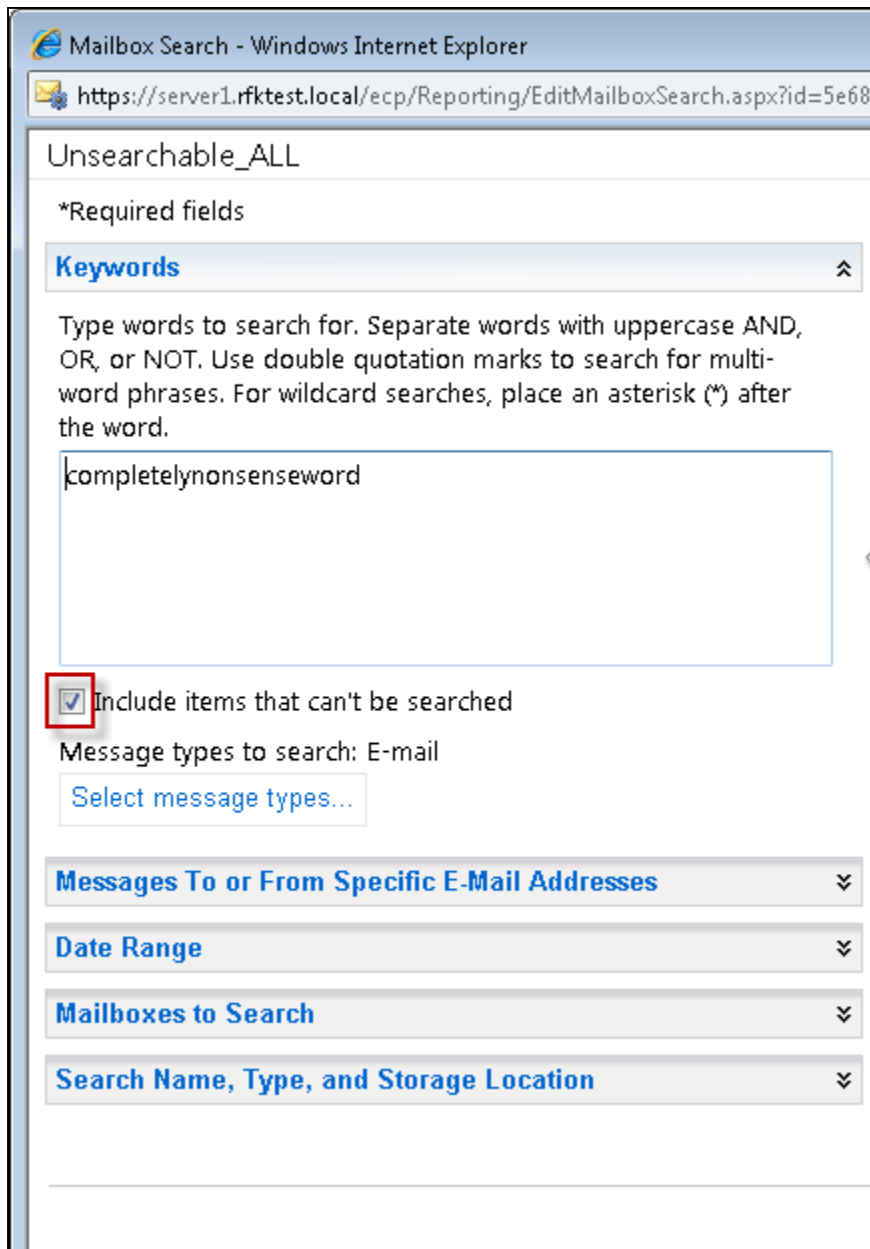 Mailbox Search - Windows Internet Explorer
https://server1.rfktest.local/ecp/Reporting/EditMailboxSearch.aspx?id=5e68
Unsearchable_ALL
*Required fields
Keywords
Type words to search for. Separate words with uppercase AND,
OR, or NOT. Use double quotation marks to search for multi-
word phrases. For wildcard searches, place an asterisk (*) after
the word.
completelynonsenseword
Include items that can't be searched
Message types to search: E-mail
Select message types...
Messages To or From Specific E-Mail Addresses
Date Range
Mailboxes to Search
Search Name, Type, and Storage Location